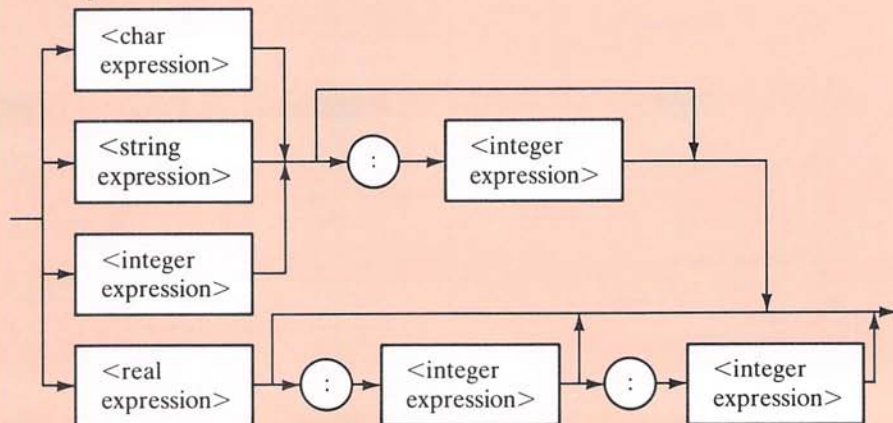 <char
expression>
<string
expression>
:
<integer
expression>
<integer
expression>
<real
expression>
:
<integer
expression>
:
<integer
expression>